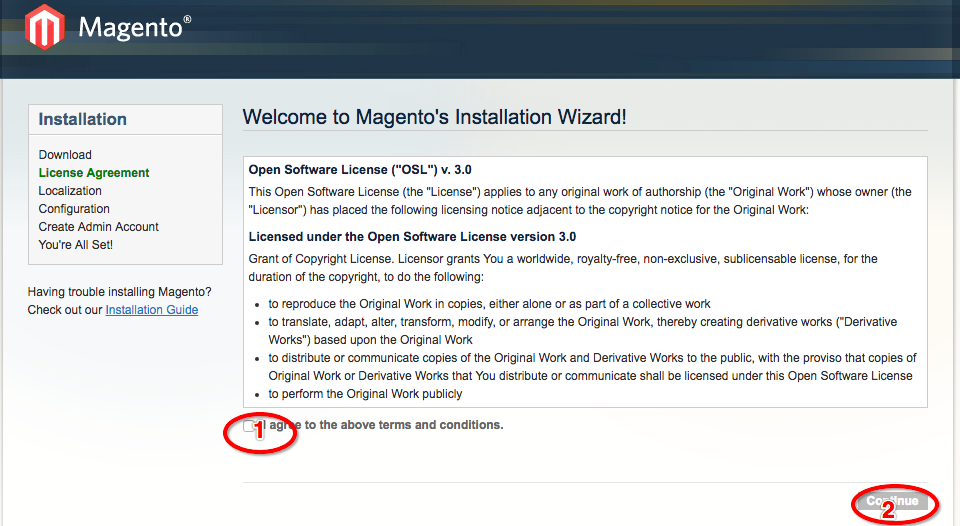 Magento®
Installation
Download
License Agreement
Localization
Configuration
Create Admin Account
You're All Set!
Having trouble installing Magento?
Check out our Installation Guide
Welcome to Magento's Installation Wizard!
Open Software License ("OSL") v. 3.0
This Open Software License (the "License") applies to any original work of authorship (the "Original Work") whose owner (the
"Licensor") has placed the following licensing notice adjacent to the copyright notice for the Original Work:
Licensed under the Open Software License version 3.0
Grant of Copyright License. Licensor grants You a worldwide, royalty-free, non-exclusive, sublicensable license, for the
duration of the copyright, to do the following:
• to reproduce the Original Work in copies, either alone or as part of a collective work
• to translate, adapt, alter, transform, modify, or arrange the Original Work, thereby creating derivative works ("Derivative
Works") based upon the Original Work
• to distribute or communicate copies of the Original Work and Derivative Works to the public, with the proviso that copies of
Original Work or Derivative Works that You distribute or communicate shall be licensed under this Open Software License
• to perform the Original Work publicly
I agree to the above terms and conditions.
1
Continue
2